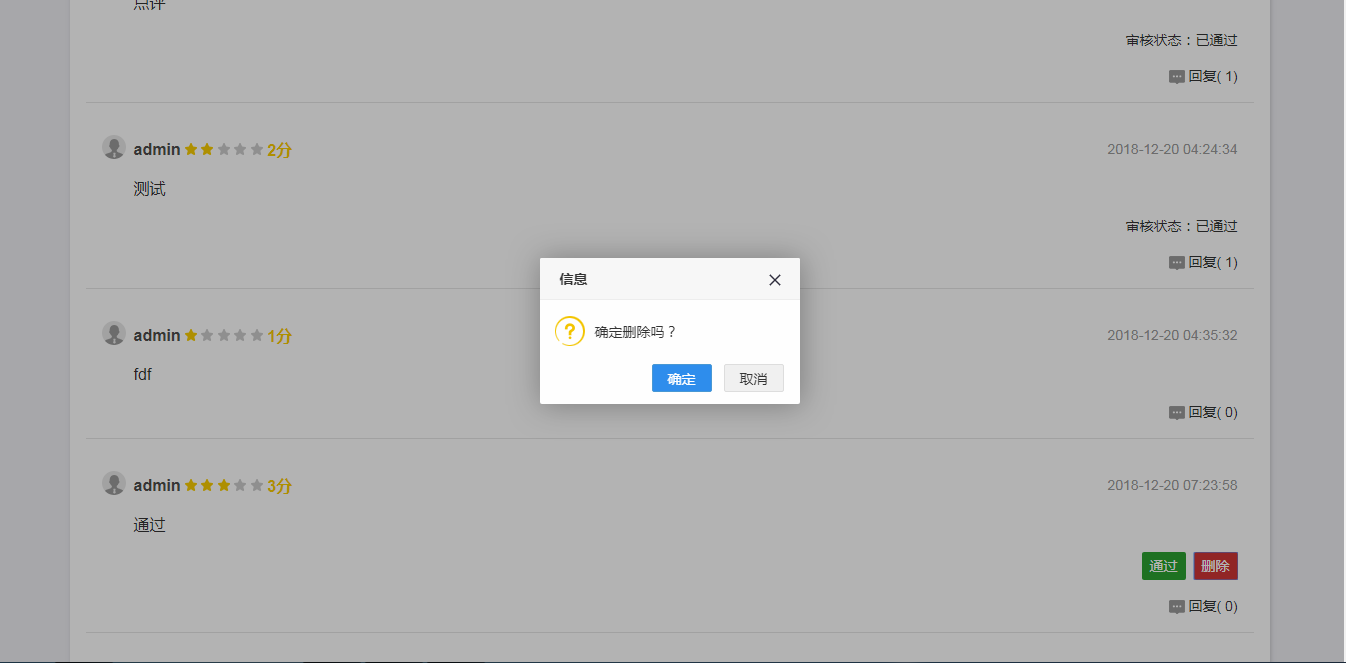 点评
审核状态：已通过
回复( 1)
admin 2分 2018-12-20 04:24:34
测试
审核状态：已通过
回复( 1)
信息
确定删除吗？
确定 取消
admin 1分 2018-12-20 04:35:32
fdf
回复( 0)
admin 3分 2018-12-20 07:23:58
通过
通过 删除
回复( 0)